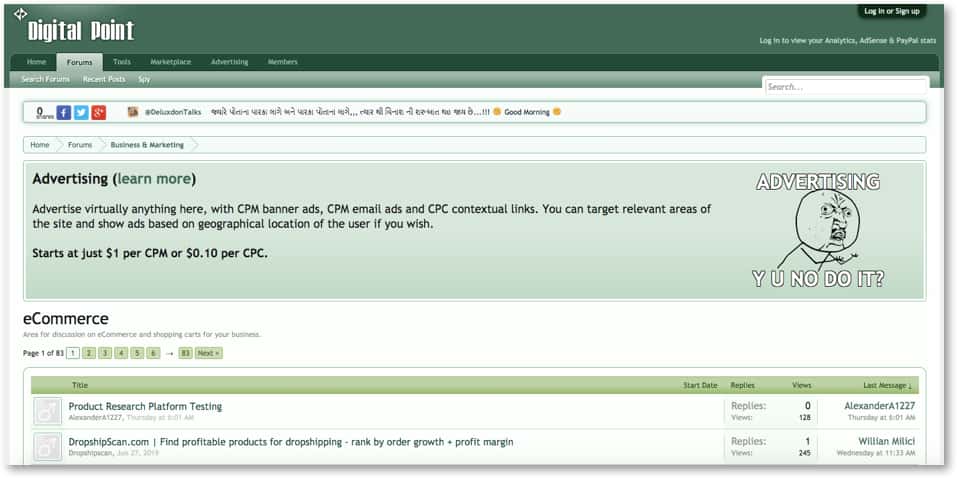 Log in or Sign up
Digital Point
Log in to view your Analytics, AdSense & PayPal stats
Home Forums Tools Marketplace Advertising Members
Search Forums Recent Posts Spy
Search...
0
shares
@DeluxdonTalks જ્યારે પોતાના પારકા લાગે અને પારકા પોતાનાં લાગે,,, ત્યાર થી વિનાશ ની શરુઆત થઇ જાય છે...!!! Good Morning
Home Forums Business & Marketing
Advertising (learn more)
Advertise virtually anything here, with CPM banner ads, CPM email ads and CPC contextual links. You can target relevant areas of
the site and show ads based on geographical location of the user if you wish.
Starts at just $1 per CPM or $0.10 per CPC.
ADVERTISING
Y U NO DO IT?
eCommerce
Area for discussion on eCommerce and shopping carts for your business.
Page 1 of 83 1 2 3 4 5 6 → 83 Next »
Title Start Date Replies Views Last Message ↓
Product Research Platform Testing Replies: 0 AlexanderA1227
AlexanderA1227, Thursday at 6:01 AM Views: 128 Thursday at 6:01 AM
DropshipScan.com | Find profitable products for dropshipping - rank by order growth + profit margin Replies: 1 Willian Milici
Dropshipscan, Jun 27, 2019 Views: 245 Wednesday at 11:33 AM